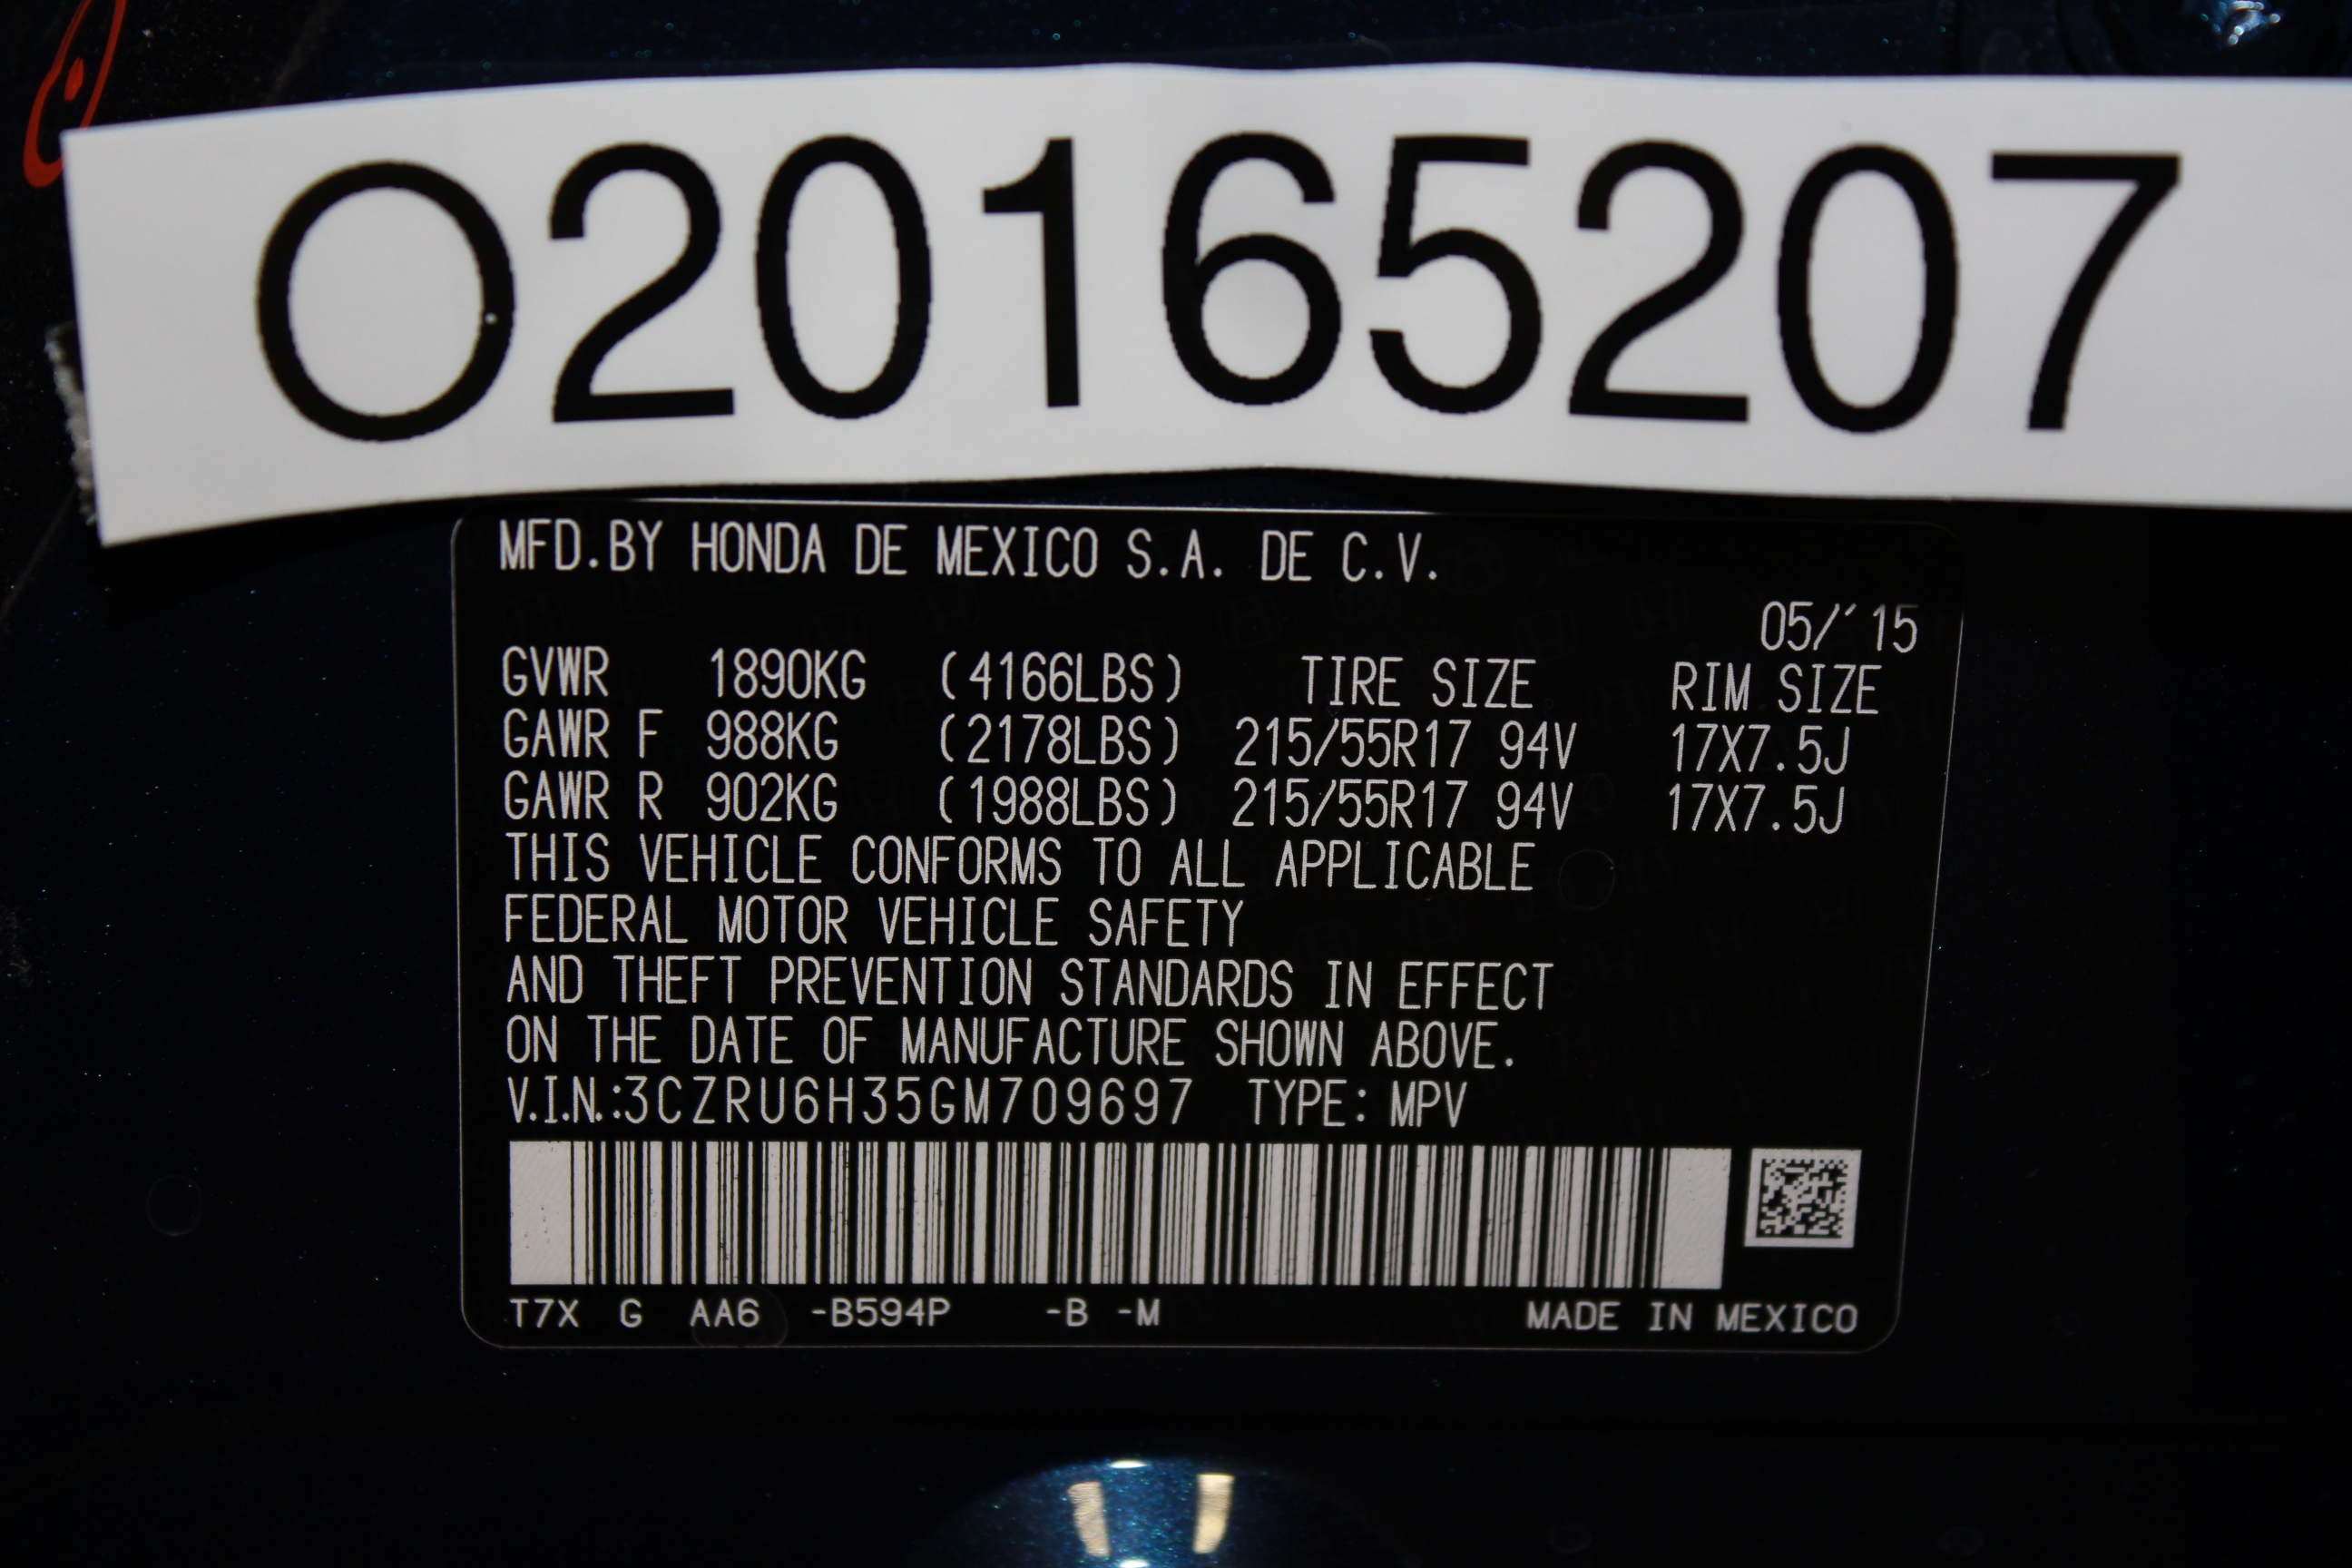 O20165207
MFD.BY HONDA DE MEXICO S.A. DE C.V.
05/'15
GVWR 1890KG (4166LBS) TIRE SIZE RIM SIZE
GAWR F 988KG (2178LBS) 215/55R17 94V 17X7.5J
GAWR R 902KG (1988LBS) 215/55R17 94V 17X7.5J
THIS VEHICLE CONFORMS TO ALL APPLICABLE
FEDERAL MOTOR VEHICLE SAFETY
AND THEFT PREVENTION STANDARDS IN EFFECT
ON THE DATE OF MANUFACTURE SHOWN ABOVE.
V.I.N.:3CZRU6H35GM709697 TYPE: MPV
T7X G AA6 -B594P -B -M MADE IN MEXICO